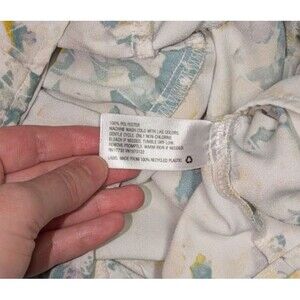 100% POLYESTER
MACHINE WASH COLD WITH LIKE COLORS,
GENTLE CYCLE. ONLY NON-CHLORINE
BLEACH IF NEEDED. TUMBLE DRY LOW.
REMOVE PROMPTLY. WARM IRON IF NEEDED.
LABEL MADE FROM 100% RECYCLED PLASTIC